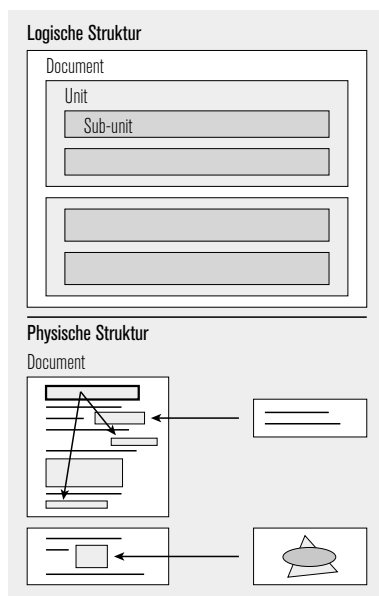 Logische Struktur
Document
Unit
Sub-unit
Physische Struktur
Document